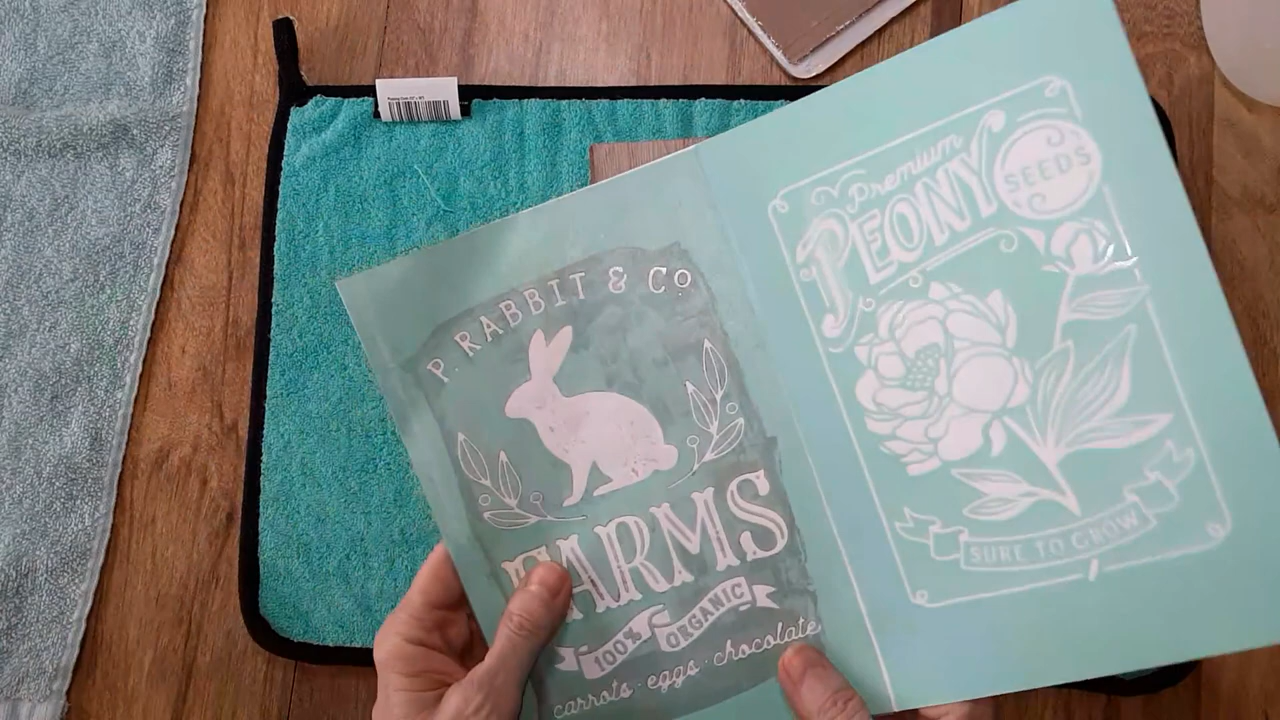 P. RABBIT & CO
FARMS
100% ORGANIC
carrots · eggs · chocolate
Premium
PEONY
SEEDS
SURE TO GROW